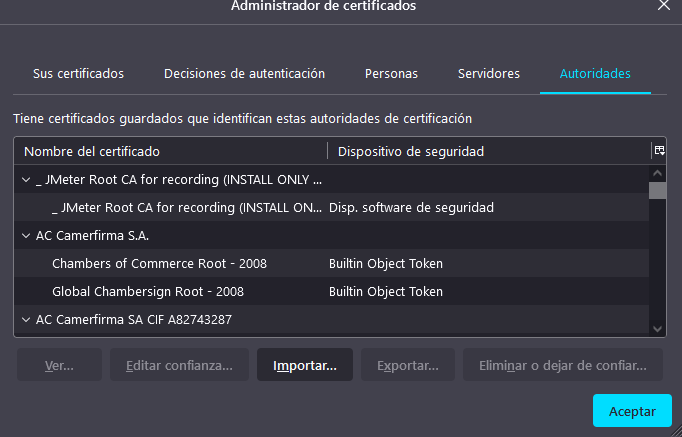 Administrador de certificados
Sus certificados Decisiones de autenticación Personas Servidores Autoridades
Tiene certificados guardados que identifican estas autoridades de certificación
Nombre del certificado Dispositivo de seguridad
_ JMeter Root CA for recording (INSTALL ONLY ...
_ JMeter Root CA for recording (INSTALL ON... Disp. software de seguridad
AC Camerfirma S.A.
Chambers of Commerce Root - 2008 Builtin Object Token
Global Chambersign Root - 2008 Builtin Object Token
AC Camerfirma SA CIF A82743287
Ver... Editar confianza... Importar... Exportar... Eliminar o dejar de confiar...
Aceptar